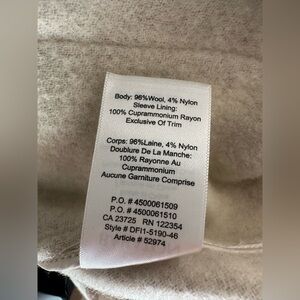 Body: 96%Wool, 4% Nylon
Sleeve Lining:
100% Cuprammonium Rayon
Exclusive Of Trim
Corps: 96%Laine, 4% Nylon
Doublure De La Manche:
100% Rayonne Au
Cuprammonium
Aucune Garniture Comprise
P.O. # 4500061509
P.O. # 4500061510
CA 23725 RN 122354
Style # DFI1-5190-46
Article # 52974